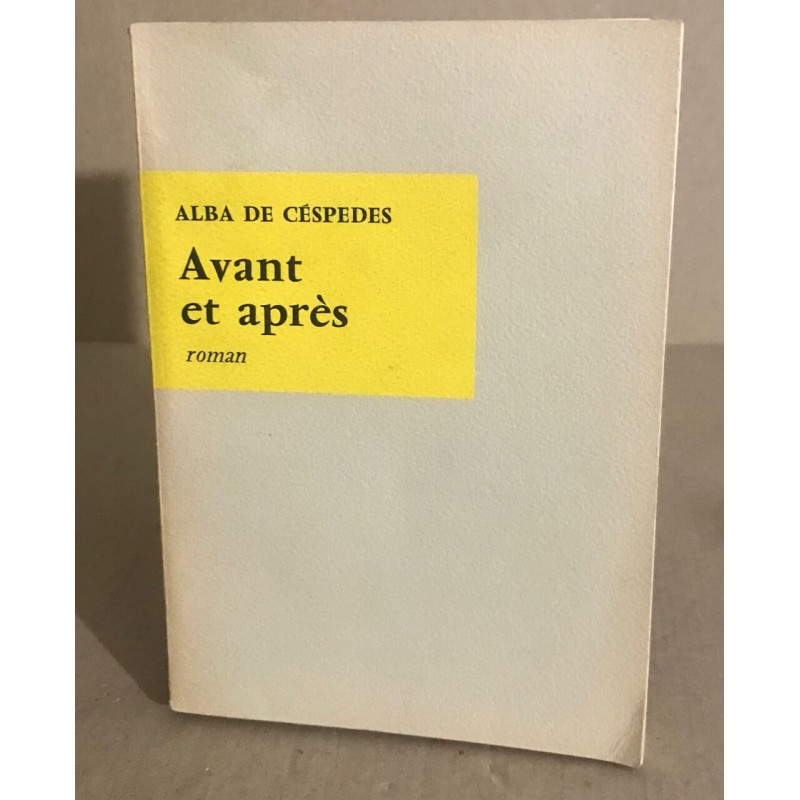 ALBA DE CÉSPEDES
Avant
et après
roman